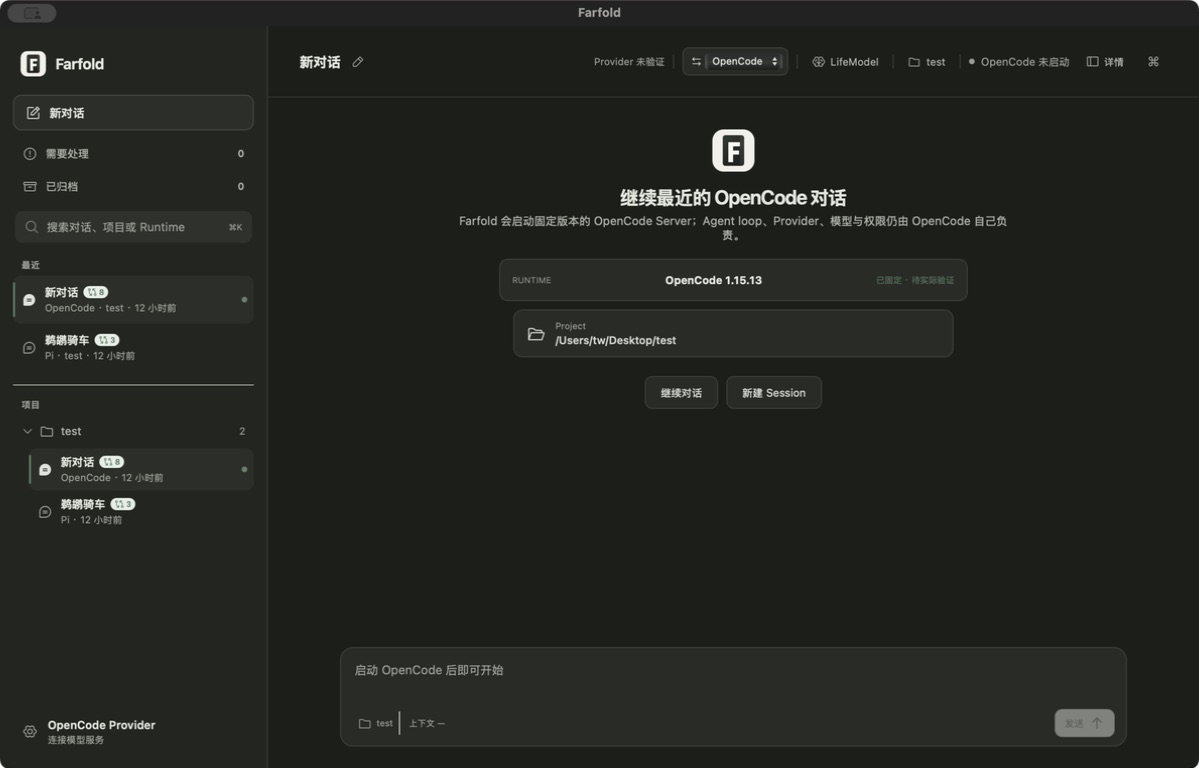 Farfold
F Farfold
新对话
需要处理 0
已归档 0
搜索对话、项目或 Runtime ⌘K
最近
新对话 8
OpenCode · test · 12 小时前
鹈鹕骑车 3
Pi · test · 12 小时前
项目
test 2
新对话 8
OpenCode · 12 小时前
鹈鹕骑车 3
Pi · 12 小时前
OpenCode Provider
连接模型服务
新对话
Provider 未验证
OpenCode
LifeModel
test
OpenCode 未启动
详情
⌘
F
继续最近的 OpenCode 对话
Farfold 会启动固定版本的 OpenCode Server；Agent loop、Provider、模型与权限仍由 OpenCode 自己负
责。
RUNTIME OpenCode 1.15.13 已固定 · 待实际验证
Project
/Users/tw/Desktop/test
继续对话 新建 Session
启动 OpenCode 后即可开始
test 上下文 — 发送